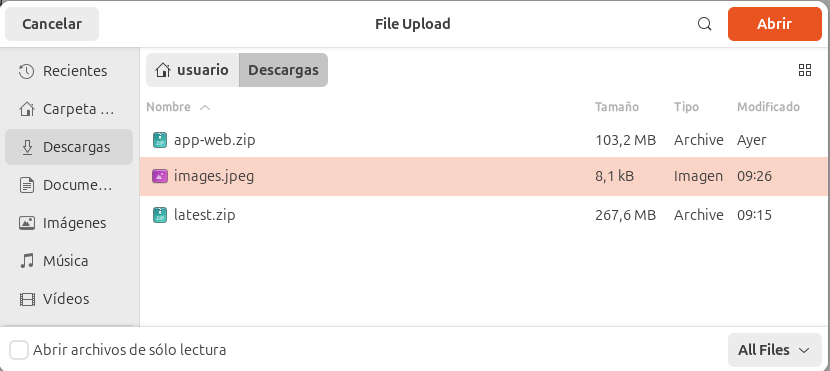 Cancelar File Upload Abrir
Recientes
Carpeta ...
Descargas
Docume...
Imágenes
Música
Vídeos
usuario Descargas
Nombre Tamaño Tipo Modificado
app-web.zip 103,2 MB Archive Ayer
images.jpeg 8,1 kB Imagen 09:26
latest.zip 267,6 MB Archive 09:15
Abrir archivos de sólo lectura All Files